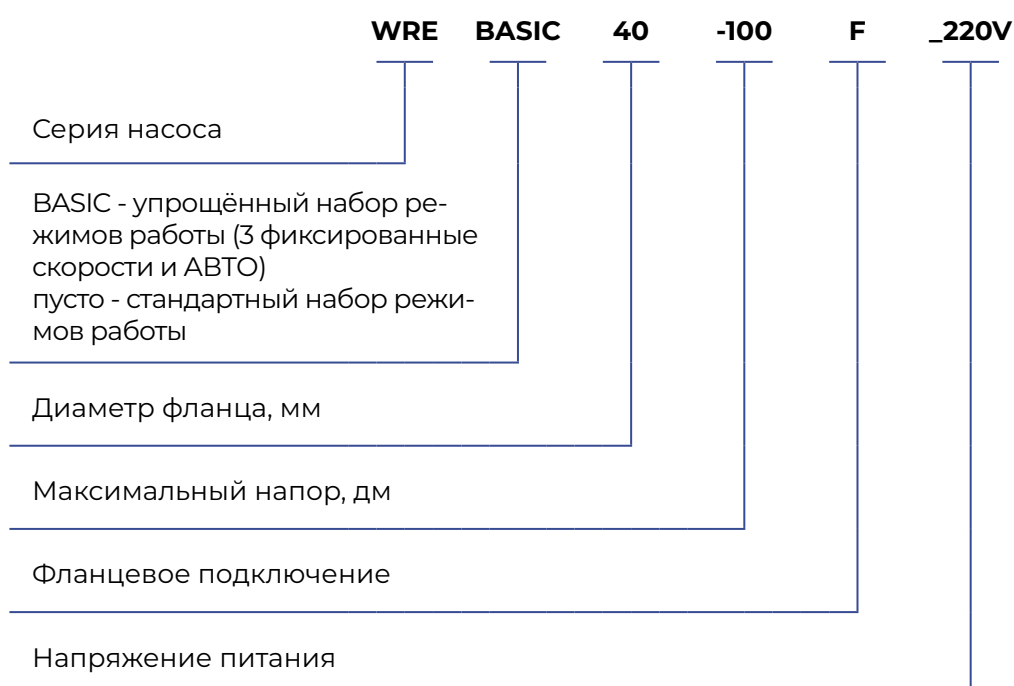 WRE BASIC 40 -100 F _220V
Серия насоса
BASIC - упрощённый набор ре-
жимов работы (3 фиксированные
скорости и АВТО)
пусто - стандартный набор режи-
мов работы
Диаметр фланца, мм
Максимальный напор, дм
Фланцевое подключение
Напряжение питания